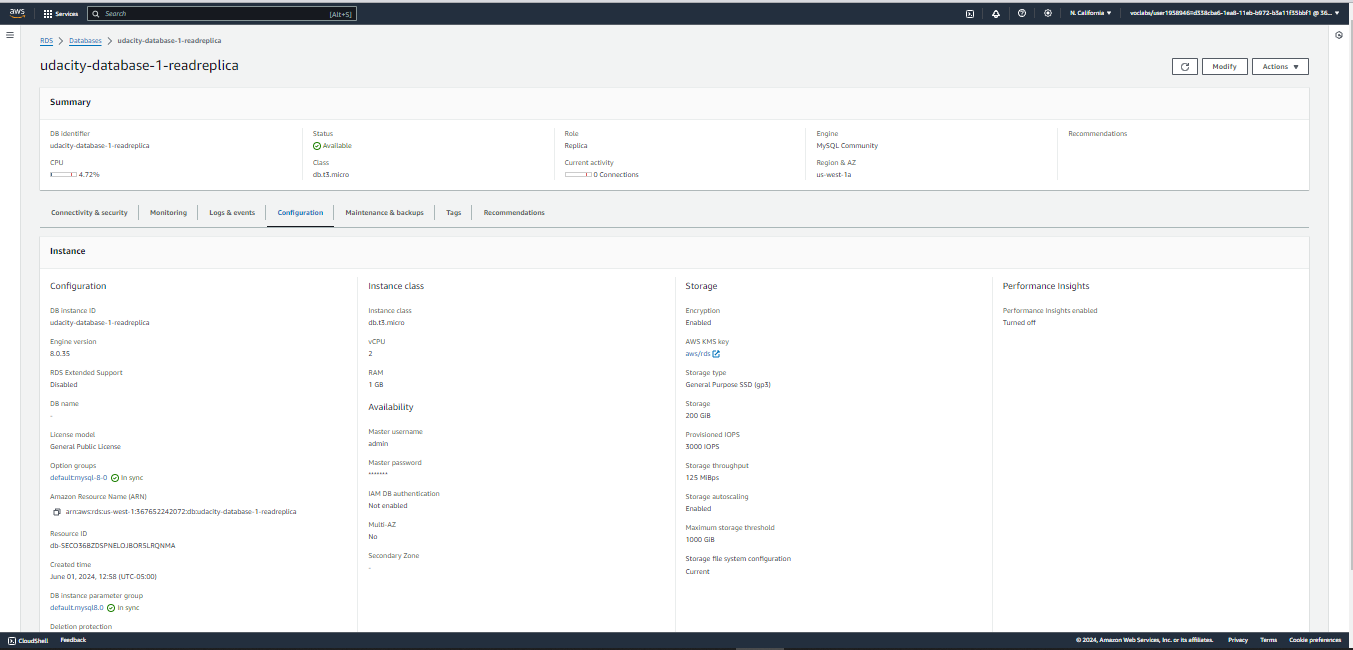 aws Services Search [Alt+S] N. California
RDS Databases udacity-database-1-readreplica
udacity-database-1-readreplica
Modify Actions
Summary
DB identifier
udacity-database-1-readreplica
CPU
4.72%
Status
Available
Class
db.t3.micro
Role
Replica
Current activity
0 Connections
Engine
MySQL Community
Region & AZ
us-west-1a
Recommendations
Connectivity & security Monitoring Logs & events Configuration Maintenance & backups Tags Recommendations
Instance
Configuration
DB instance ID
udacity-database-1-readreplica
Engine version
8.0.35
RDS Extended Support
Disabled
DB name
-
License model
General Public License
Option groups
default:mysql-8-0 In sync
Amazon Resource Name (ARN)
arn:aws:rds:us-west-1:367652242072:db:udacity-database-1-readreplica
Resource ID
Created time
June 01, 2024, 12:58 (UTC-05:00)
DB instance parameter group
default.mysql8.0 In sync
Deletion protection
Instance class
Instance class
db.t3.micro
vCPU
2
RAM
1 GB
Availability
Master username
admin
Master password
*******
IAM DB authentication
Not enabled
Multi-AZ
No
Secondary Zone
-
Storage
Encryption
Enabled
AWS KMS key
aws/rds
Storage type
General Purpose SSD (gp3)
Storage
200 GiB
Provisioned IOPS
3000 IOPS
Storage throughput
125 MiBps
Storage autoscaling
Enabled
Maximum storage threshold
1000 GiB
Storage file system configuration
Current
Performance Insights
Performance Insights enabled
Turned off
CloudShell Feedback © 2024, Amazon Web Services, Inc. or its affiliates. Privacy Terms Cookie preferences